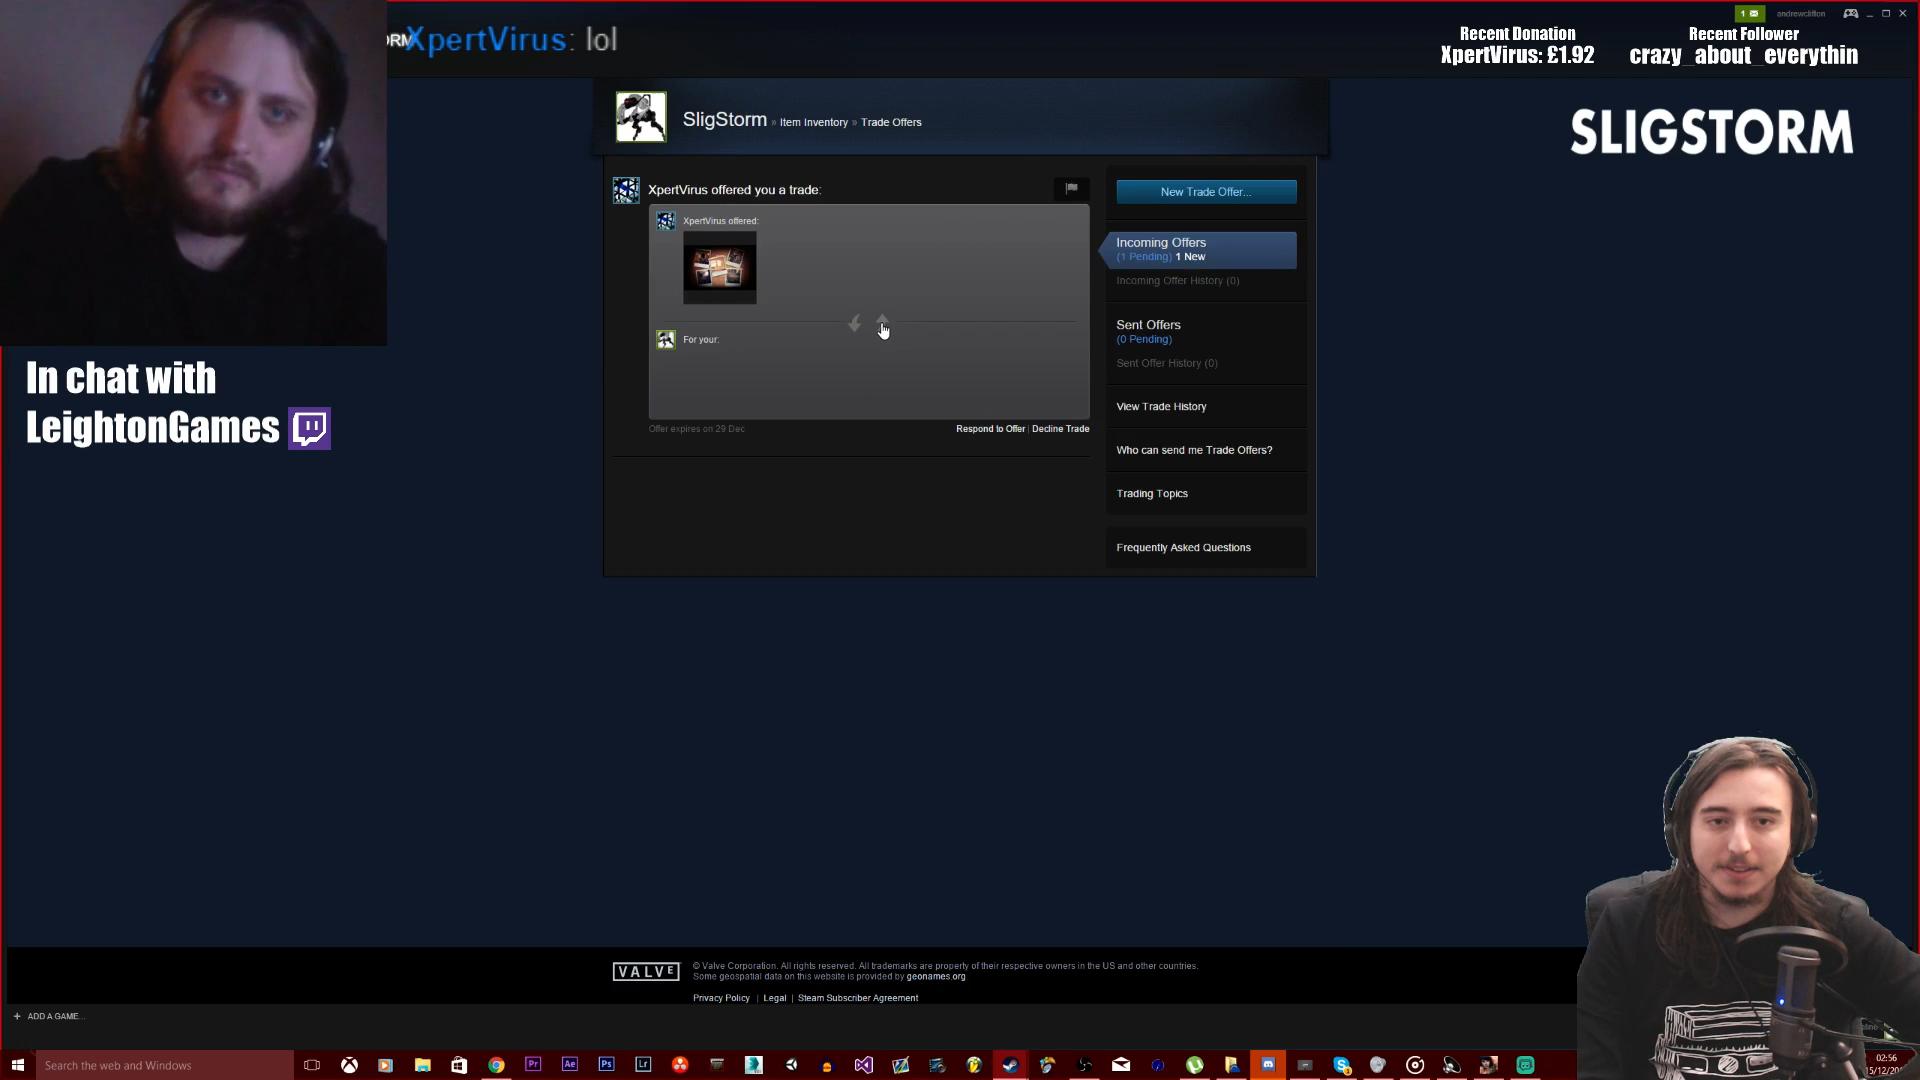 XpertVirus: lol
1
andrewclifton
Recent Donation
XpertVirus: £1.92
Recent Follower
crazy_about_everythin
SLIGSTORM
SligStorm » Item Inventory » Trade Offers
XpertVirus offered you a trade:
XpertVirus offered:
For your:
Offer expires on 29 Dec
Respond to Offer | Decline Trade
New Trade Offer...
Incoming Offers
(1 Pending) 1 New
Incoming Offer History (0)
Sent Offers
(0 Pending)
Sent Offer History (0)
View Trade History
Who can send me Trade Offers?
Trading Topics
Frequently Asked Questions
In chat with
LeightonGames
VALVE
© Valve Corporation. All rights reserved. All trademarks are property of their respective owners in the US and other countries.
Some geospatial data on this website is provided by geonames.org
Privacy Policy | Legal | Steam Subscriber Agreement
+ ADD A GAME...
Search the web and Windows
Pr
Ae
Ps
Lr
02:56